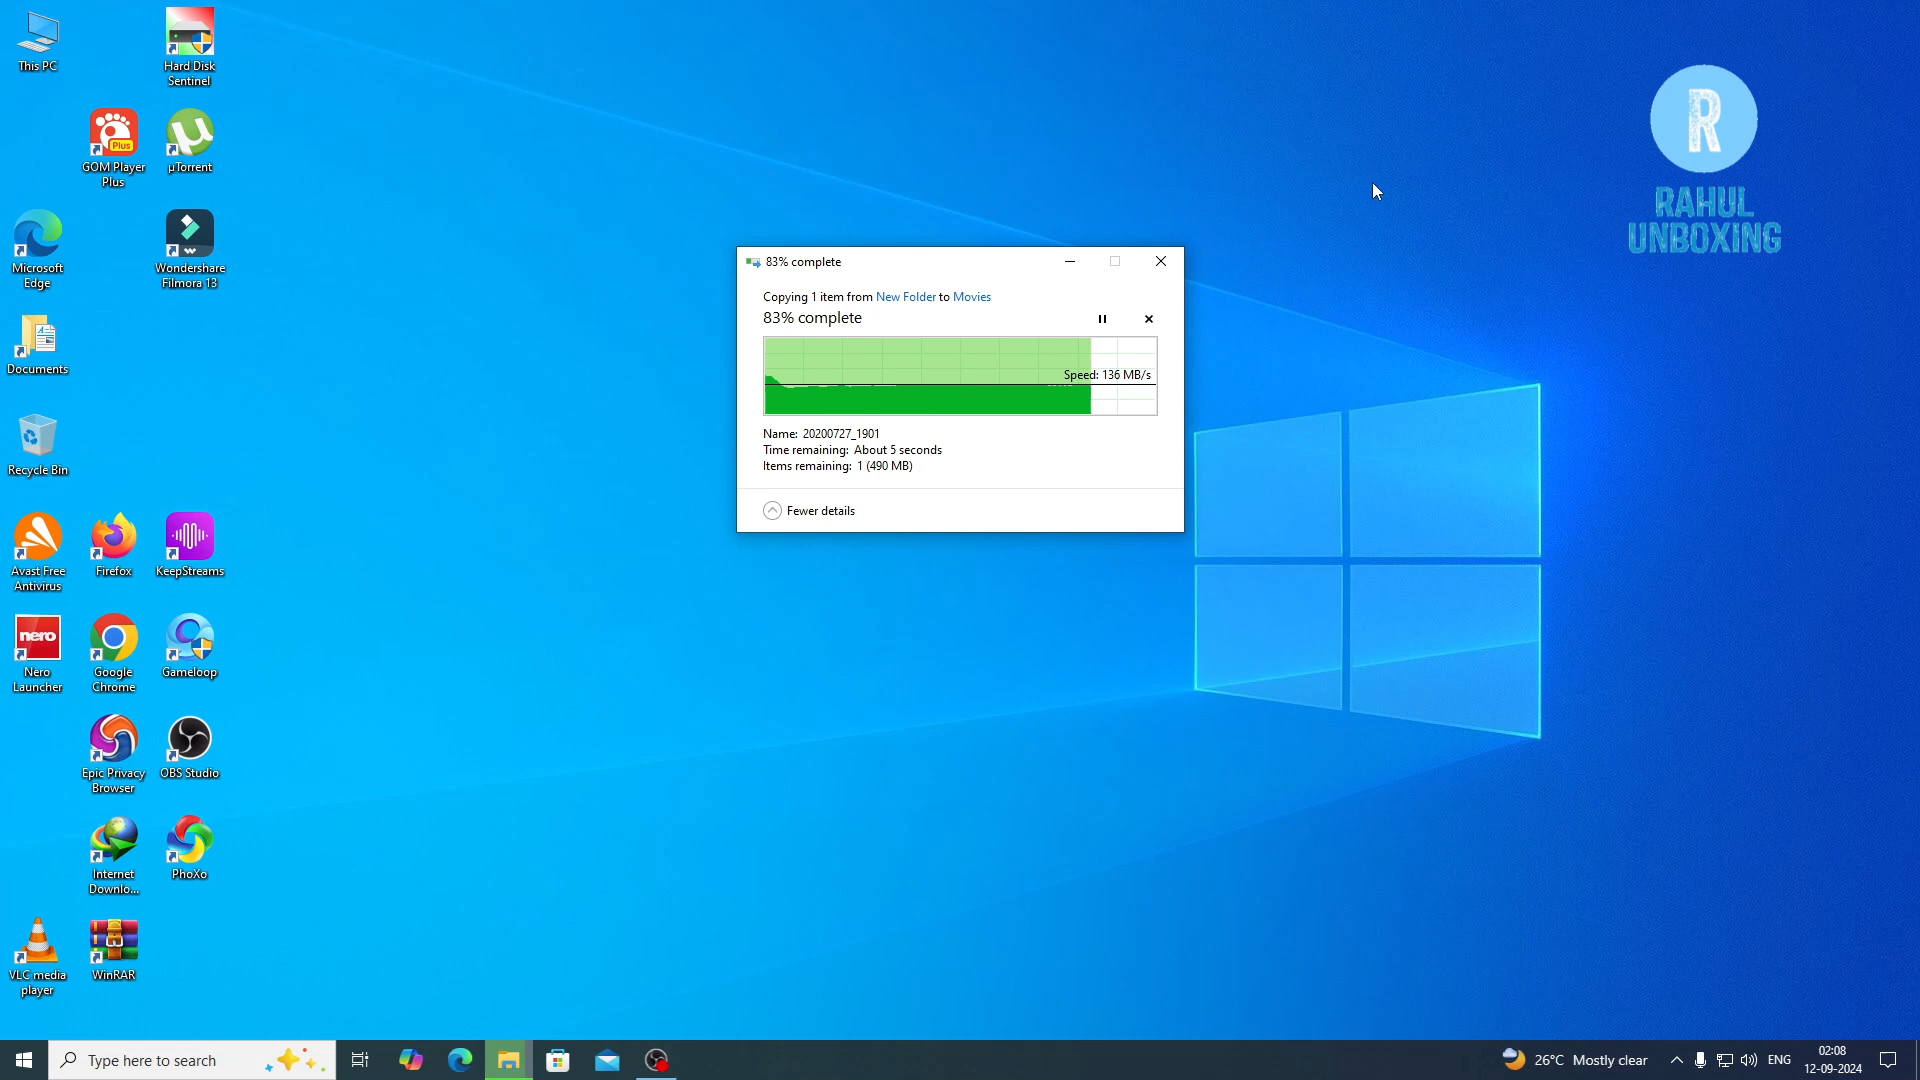 This PC
Hard Disk
Sentinel
Plus
GOM Player
Plus
µTorrent
Microsoft
Edge
Wondershare
Filmora 13
Documents
Recycle Bin
Avast Free
Antivirus
Firefox
KeepStreams
nero
Nero
Launcher
Google
Chrome
Gameloop
Epic Privacy
Browser
OBS Studio
Internet
Downlo...
PhoXo
VLC media
player
WinRAR
R
RAHUL
UNBOXING
83% complete
Copying 1 item from New Folder to Movies
83% complete
Speed: 136 MB/s
Name: 20200727_1901
Time remaining: About 5 seconds
Items remaining: 1 (490 MB)
Fewer details
Type here to search
26°C Mostly clear
ENG
02:08
12-09-2024